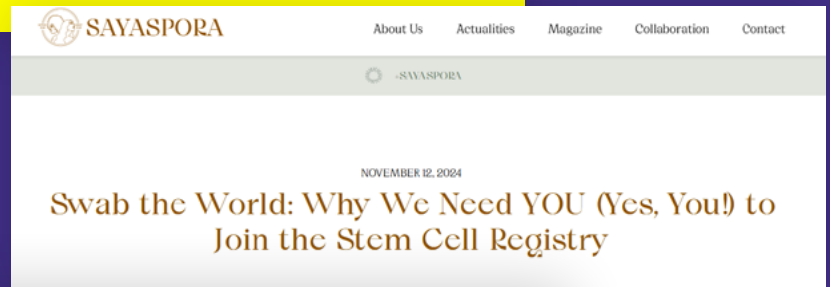 SAYASPORA
About Us Actualities Magazine Collaboration Contact
-SAYASPORA
NOVEMBER 12, 2024
Swab the World: Why We Need YOU (Yes, You!) to
Join the Stem Cell Registry